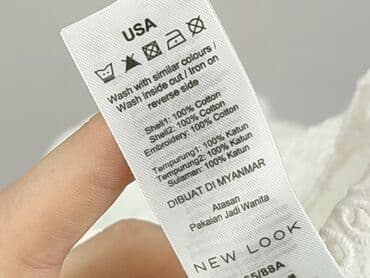 USA
Wash with similar colours /
Wash inside out / Iron on
reverse side
Shell1: 100% Cotton
Shell2: 100% Cotton
Embroidery: 100% Cotton
Tempurung1: 100% Katun
Tempurung2: 100% Katun
Sulaman: 100% Katun
DIBUAT DI MYANMAR
Atasan
Pakaian Jadi Wanita
NEW LOOK
/88A